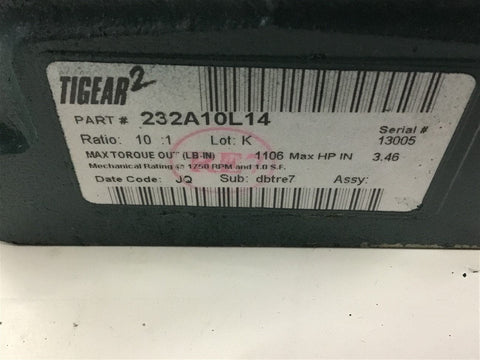 TIGEAR2
PART # 232A10L14
Serial #
Ratio: 10 :1 Lot: K 13005
MAX TORQUE OUT (LB-IN) 1106 Max HP IN 3.46
Mechanical Rating @ 1750 RPM and 1.0 S.F.
Date Code: JQ Sub: dbtre7 Assy: